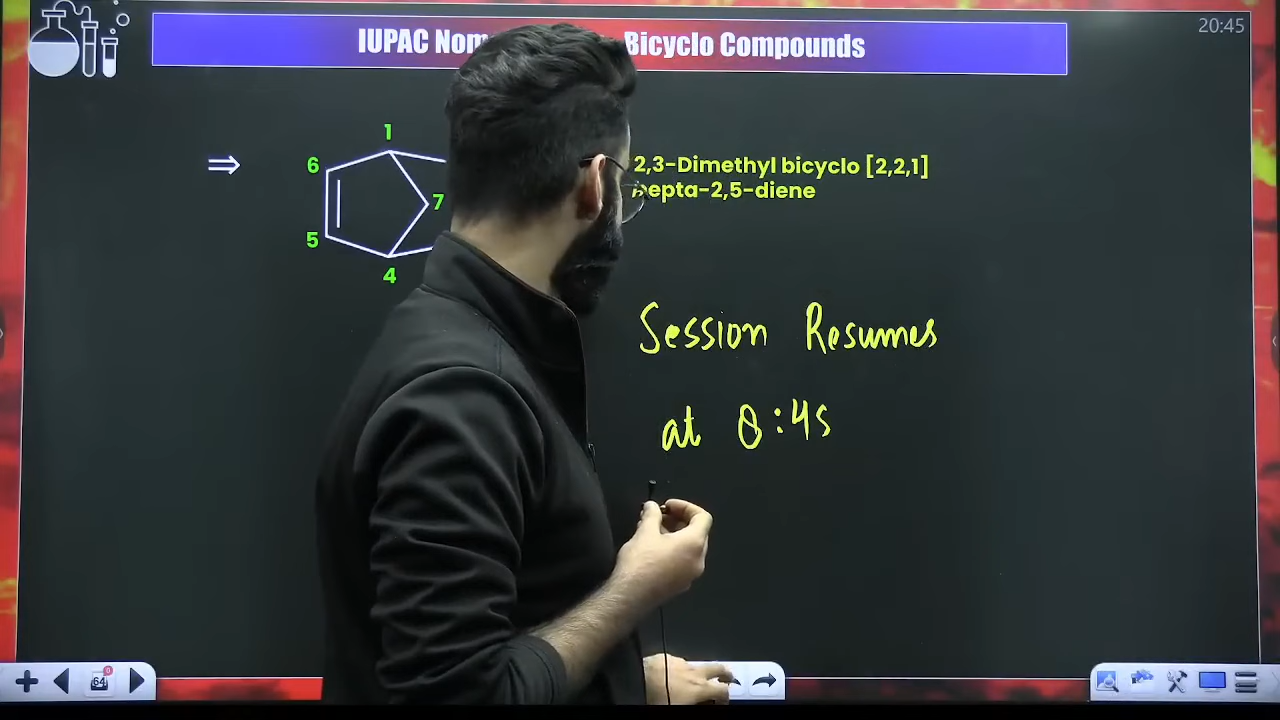 20:45
IUPAC Nom Bicyclo Compounds
1
6
7
5
4
2,3-Dimethyl bicyclo [2,2,1]
hepta-2,5-diene
Session Resumes
at 8:45
64